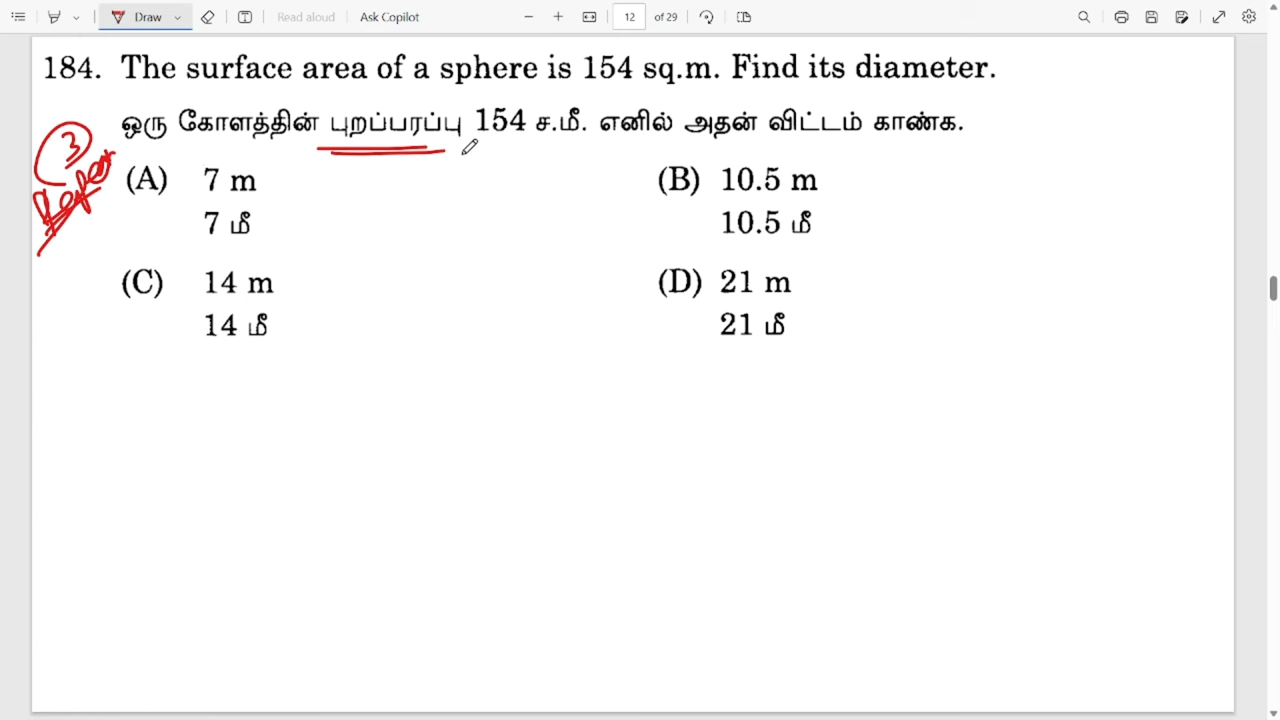 Draw
Read aloud
Ask Copilot
12
of 29
184. The surface area of a sphere is 154 sq.m. Find its diameter.
ஒரு கோளத்தின் புறப்பரப்பு 154 ச.மீ. எனில் அதன் விட்டம் காண்க.
3
(A) 7 m
7 மீ
(B) 10.5 m
10.5 மீ
(C) 14 m
14 மீ
(D) 21 m
21 மீ